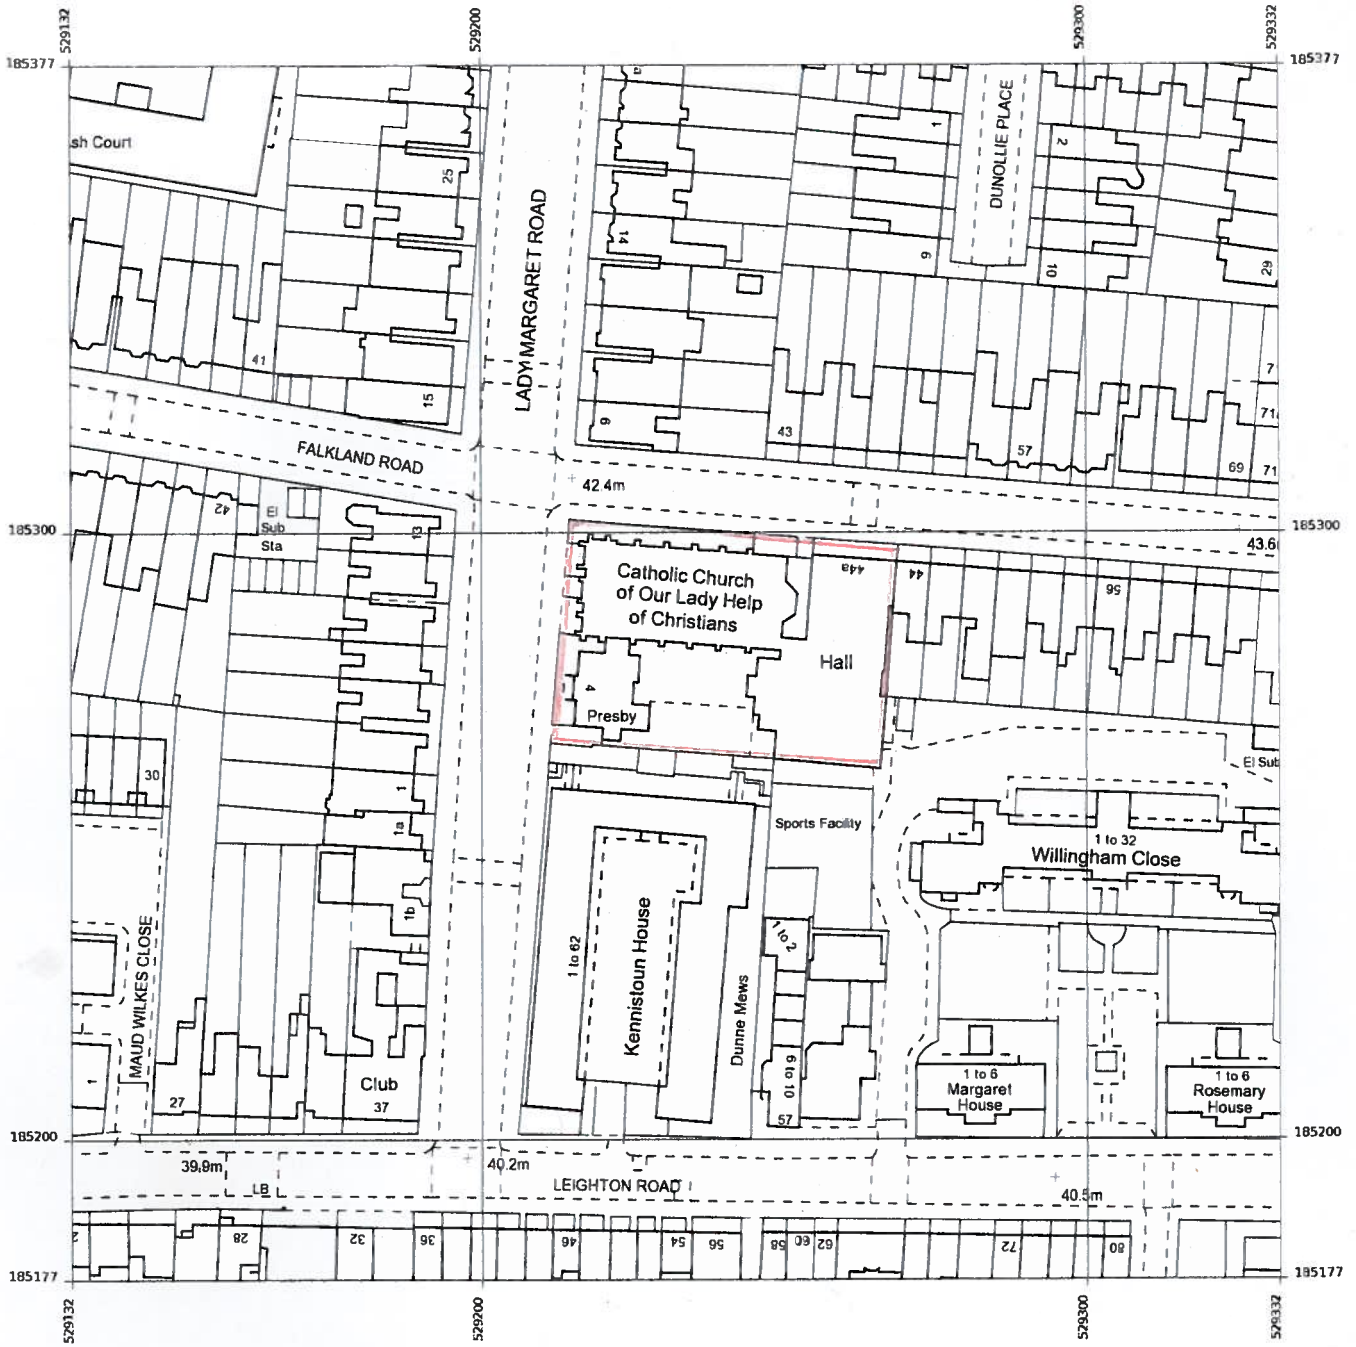 529132
529200
529300
529332
185377
185377
sh Court
25
14
1
6
DUNOLLIE PLACE
2
10
29
LADY MARGARET ROAD
41
15
6
43
57
69
71
FALKLAND ROAD
42.4m
42
El
Sub
Sta
13
185300
185300
43.6
Catholic Church
of Our Lady Help
of Christians
44a
44
56
Hall
4
Presby
30
1
1a
1b
El Sub
Sports Facility
1 to 32
Willingham Close
MAUD WILKES CLOSE
1 to 62
Kennistoun House
Dunne Mews
1 to 2
6 to 10
57
1
27
Club
37
1 to 6
Margaret
House
1 to 6
Rosemary
House
185200
185200
39.9m
LB
40.2m
LEIGHTON ROAD
40.5m
2
28
32
36
46
54
56
58
60
62
72
80
185177
185177
529132
529200
529300
529332